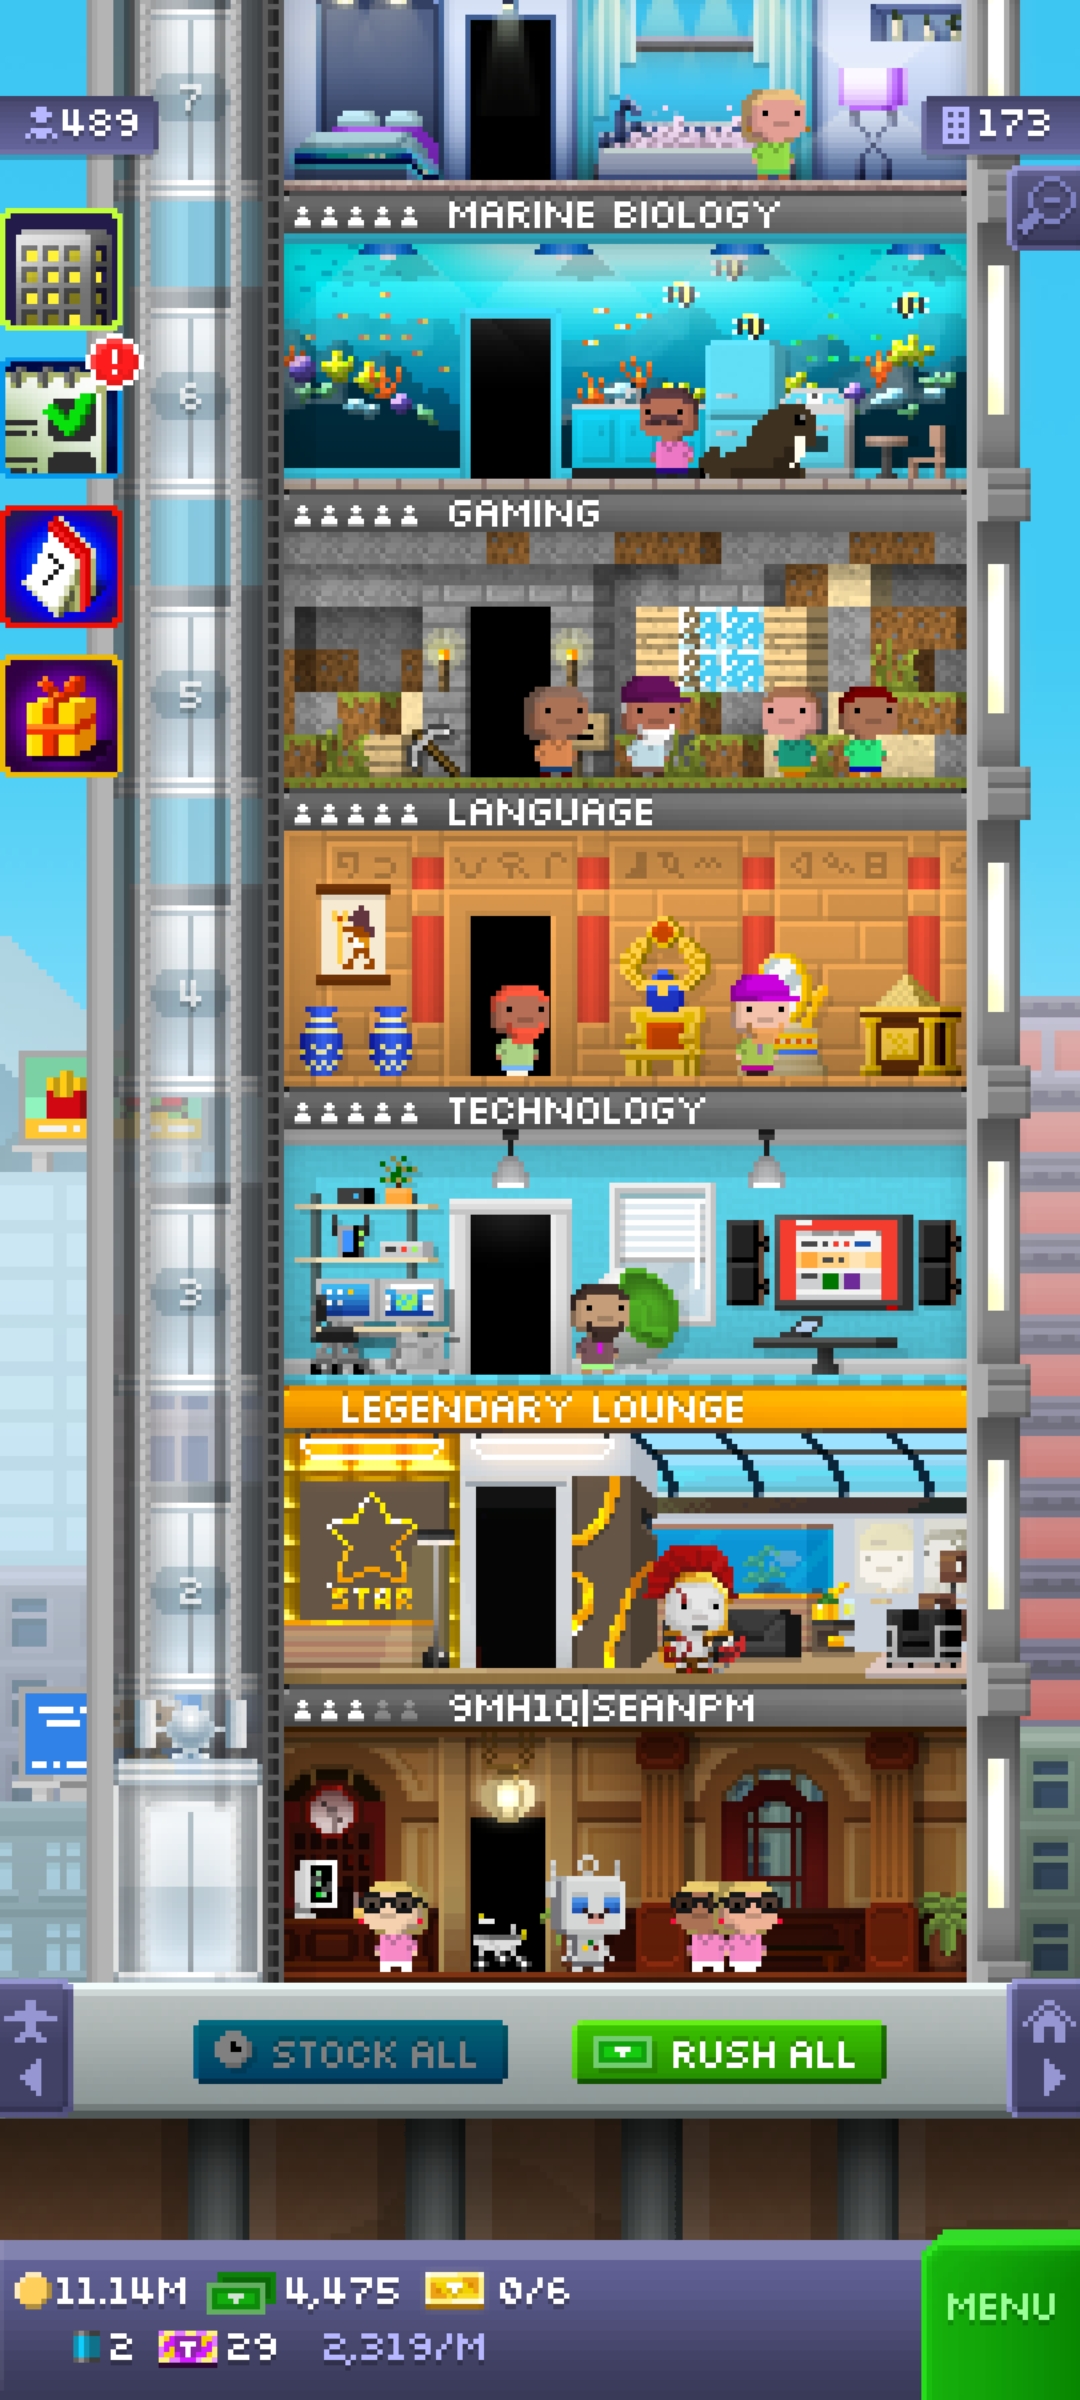 7
489
173
MARINE BIOLOGY
6
GAMING
5
LANGUAGE
4
TECHNOLOGY
3
LEGENDARY LOUNGE
STAR
2
9MH1Q|SEANPM
STOCK ALL
RUSH ALL
11.14M 4,475 0/6
MENU
2 29 2,319/M